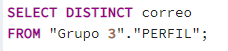 SELECT DISTINCT correo
FROM "Grupo 3"."PERFIL";